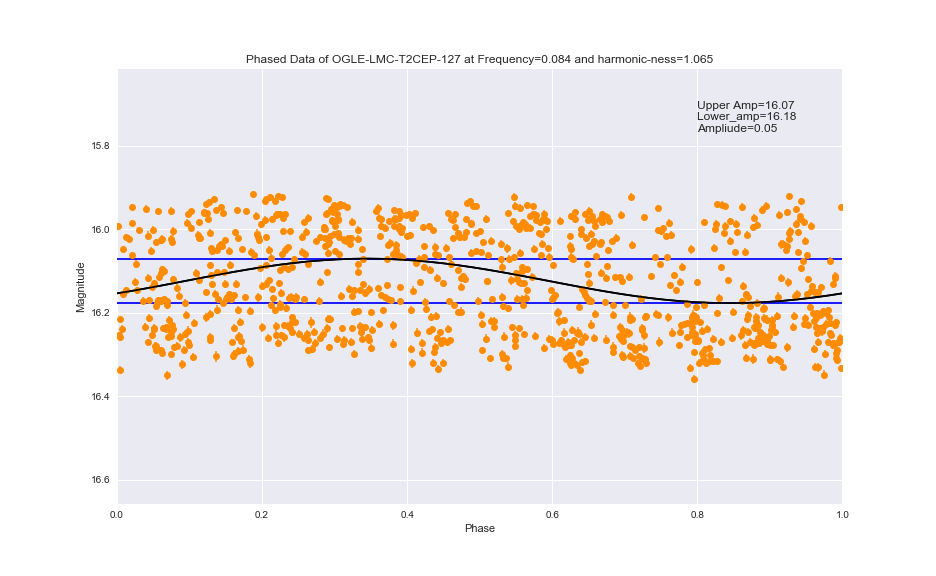 Phased Data of OGLE-LMC-T2CEP-127 at Frequency=0.084 and harmonic-ness=1.065
Upper Amp=16.07
Lower_amp=16.18
Ampliude=0.05
15.8
16.0
16.2
16.4
16.6
Magnitude
0.0 0.2 0.4 0.6 0.8 1.0
Phase